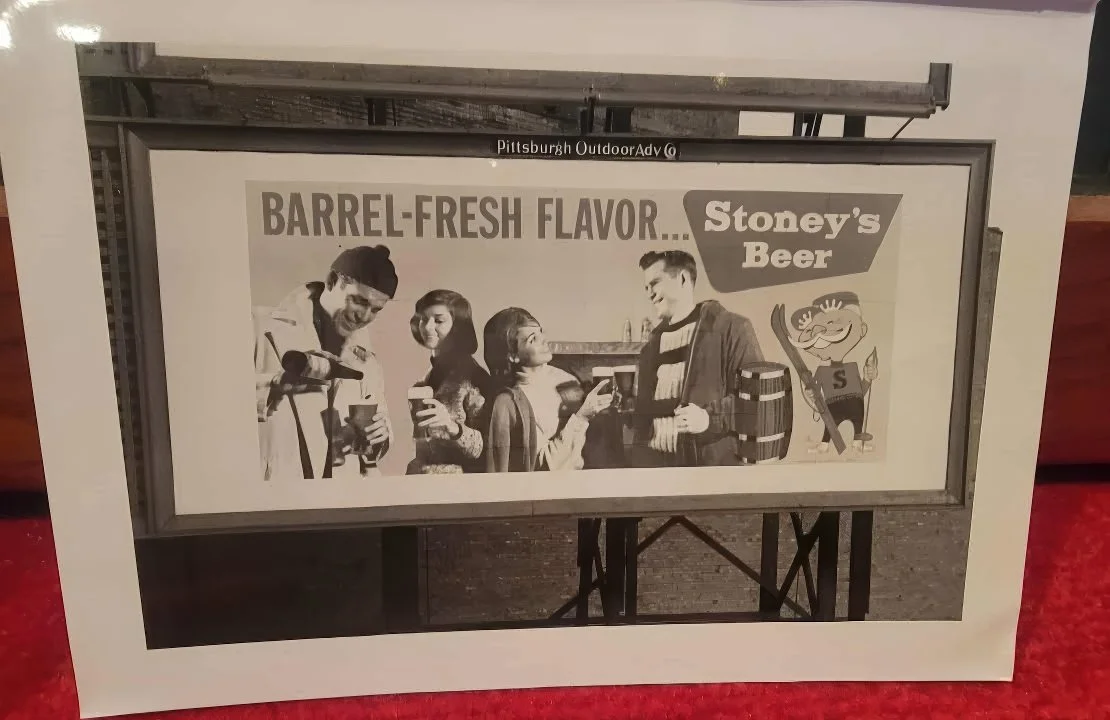 Pittsburgh Outdoor Adv Co
BARREL-FRESH FLAVOR...
Stoney's
Beer
S